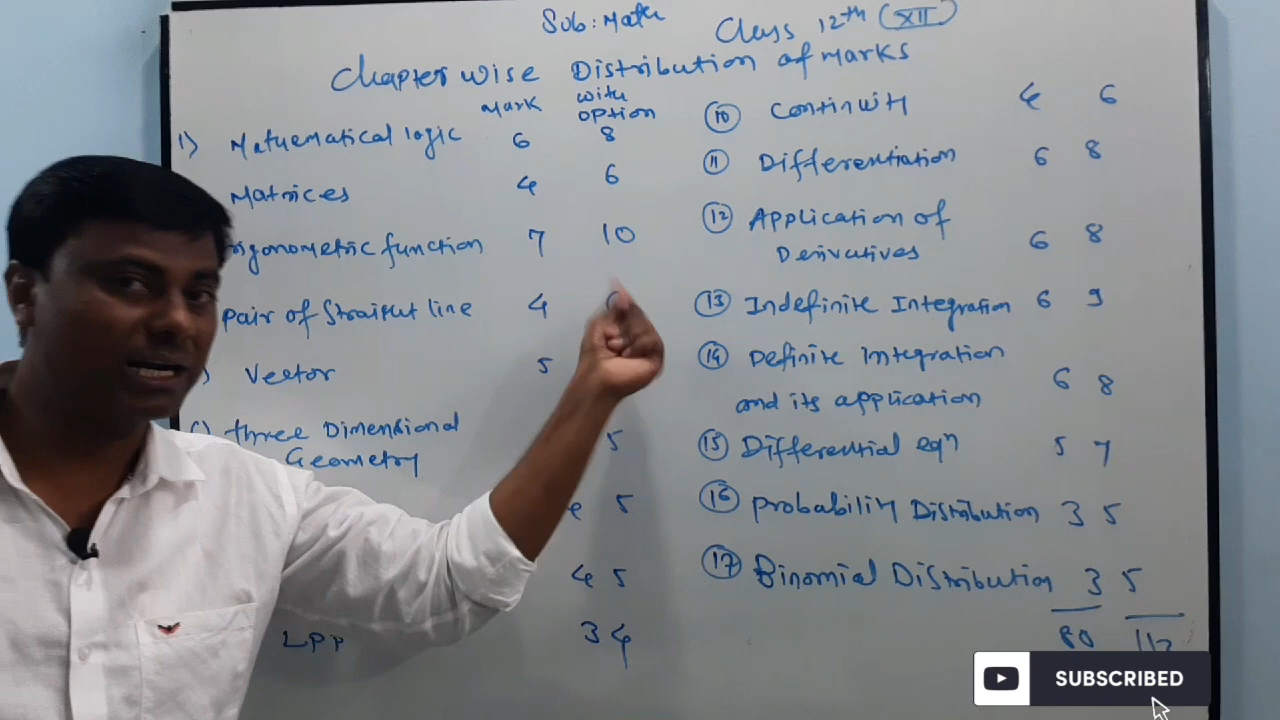 Sub: Math Class 12th (XII)
Chapter wise Distribution of Marks
Mark with option
1) Mathematical logic 6 8
Matrices 4 6
Trigonometric function 7 10
pair of Straight line 4
Vector 5
Three Dimensional
Geometry 5
4 5
4 5
LPP 3 4
10 Continuity 4 6
11 Differentiation 6 8
12 Application of
Derivatives 6 8
13 Indefinite Integration 6 9
14 Definite Integration
and its application 6 8
15 Differential eqn 5 7
16 probability Distribution 3 5
17 Binomial Distribution 3 5
80
SUBSCRIBED